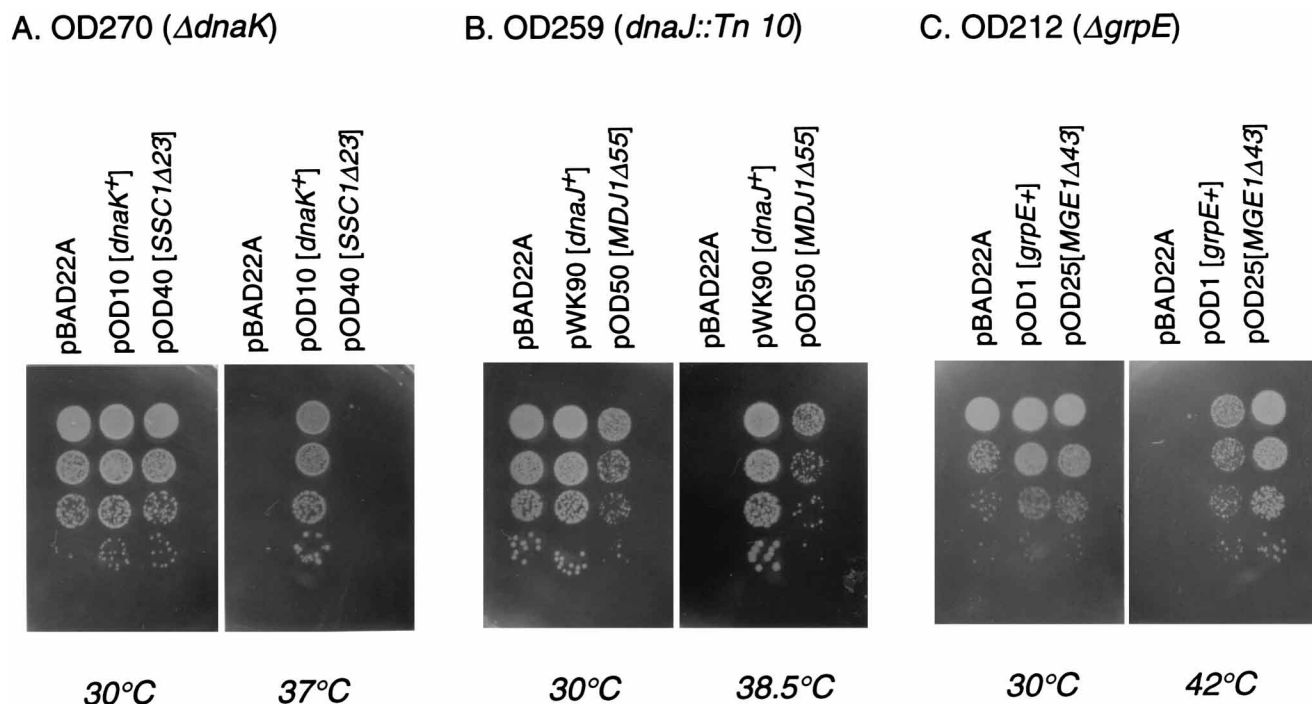 A. OD270 (ΔdnaK)
B. OD259 (dnaJ::Tn 10)
C. OD212 (ΔgrpE)
pBAD22A
pOD10 [dnaK+]
pOD40 [SSC1Δ23]
pBAD22A
pOD10 [dnaK+]
pOD40 [SSC1Δ23]
pBAD22A
pWK90 [dnaJ+]
pOD50 [MDJ1Δ55]
pBAD22A
pWK90 [dnaJ+]
pOD50 [MDJ1Δ55]
pBAD22A
pOD1 [grpE+]
pOD25[MGE1Δ43]
pBAD22A
pOD1 [grpE+]
pOD25[MGE1Δ43]
30°C
37°C
30°C
38.5°C
30°C
42°C